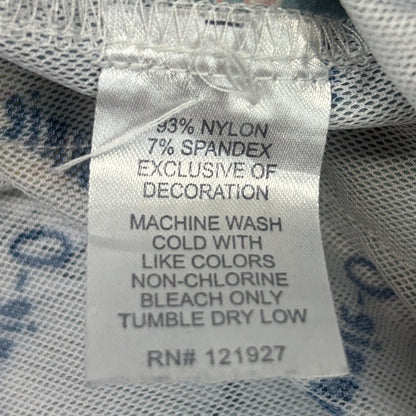 93% NYLON
7% SPANDEX
EXCLUSIVE OF
DECORATION
MACHINE WASH
COLD WITH
LIKE COLORS
NON-CHLORINE
BLEACH ONLY
TUMBLE DRY LOW
RN# 121927